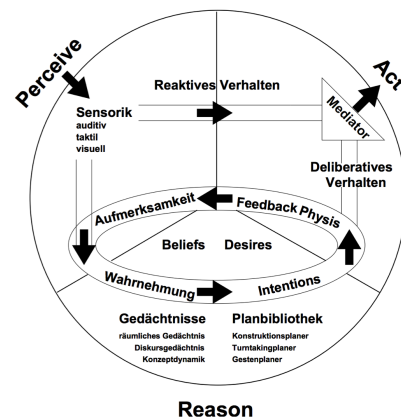 Perceive
Act
Reaktives Verhalten
Sensorik
auditiv
taktil
visuell
Mediator
Deliberatives
Verhalten
Aufmerksamkeit
Feedback Physis
Beliefs
Desires
Wahrnehmung
Intentions
Gedächtnisse
räumliches Gedächtnis
Diskursgedächtnis
Konzeptdynamik
Planbibliothek
Konstruktionsplaner
Turntakingplaner
Gestenplaner
Reason